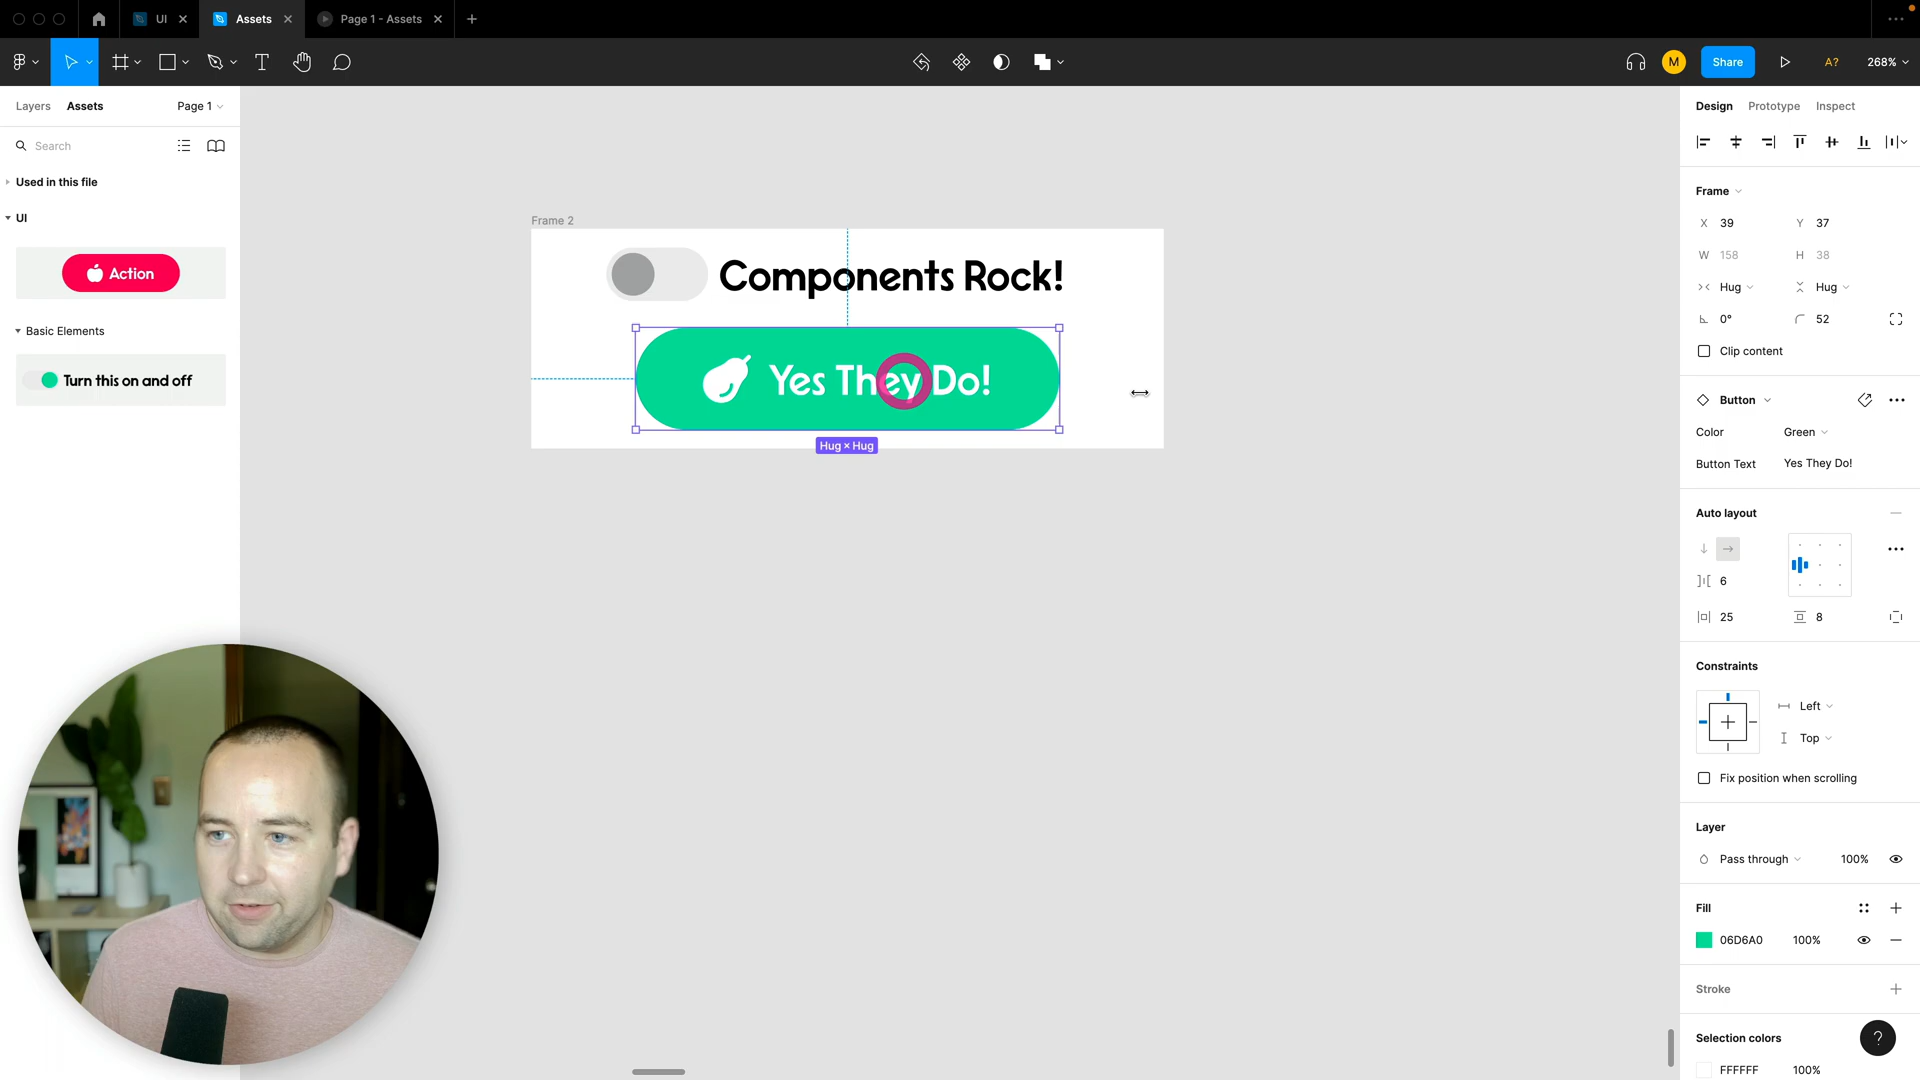 UI
Assets
Page 1 - Assets
M
Share
A?
268%
Layers
Assets
Page 1
Search
Used in this file
UI
Action
Basic Elements
Turn this on and off
Frame 2
Components Rock!
Yes They Do!
Hug × Hug
Design
Prototype
Inspect
Frame
X 39
Y 37
W 158
H 38
Hug
Hug
0°
52
Clip content
Button
Color
Green
Button Text
Yes They Do!
Auto layout
6
25
8
Constraints
Left
Top
Fix position when scrolling
Layer
Pass through
100%
Fill
06D6A0
100%
Stroke
Selection colors
?
FFFFFF
100%